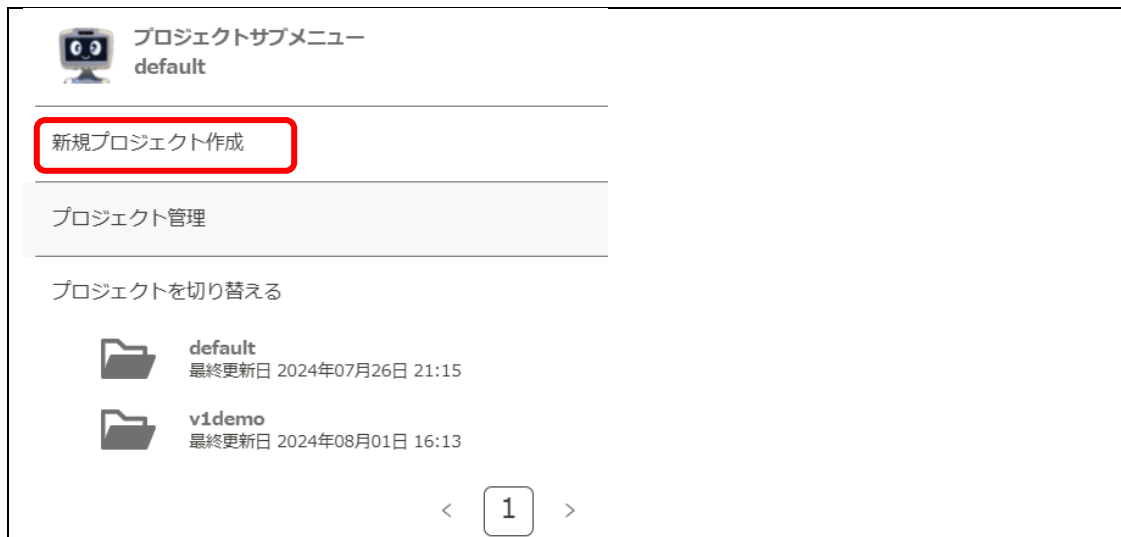 プロジェクトサブメニュー
default
新規プロジェクト作成
プロジェクト管理
プロジェクトを切り替える
default
最終更新日 2024年07月26日 21:15
v1demo
最終更新日 2024年08月01日 16:13
< 1 >